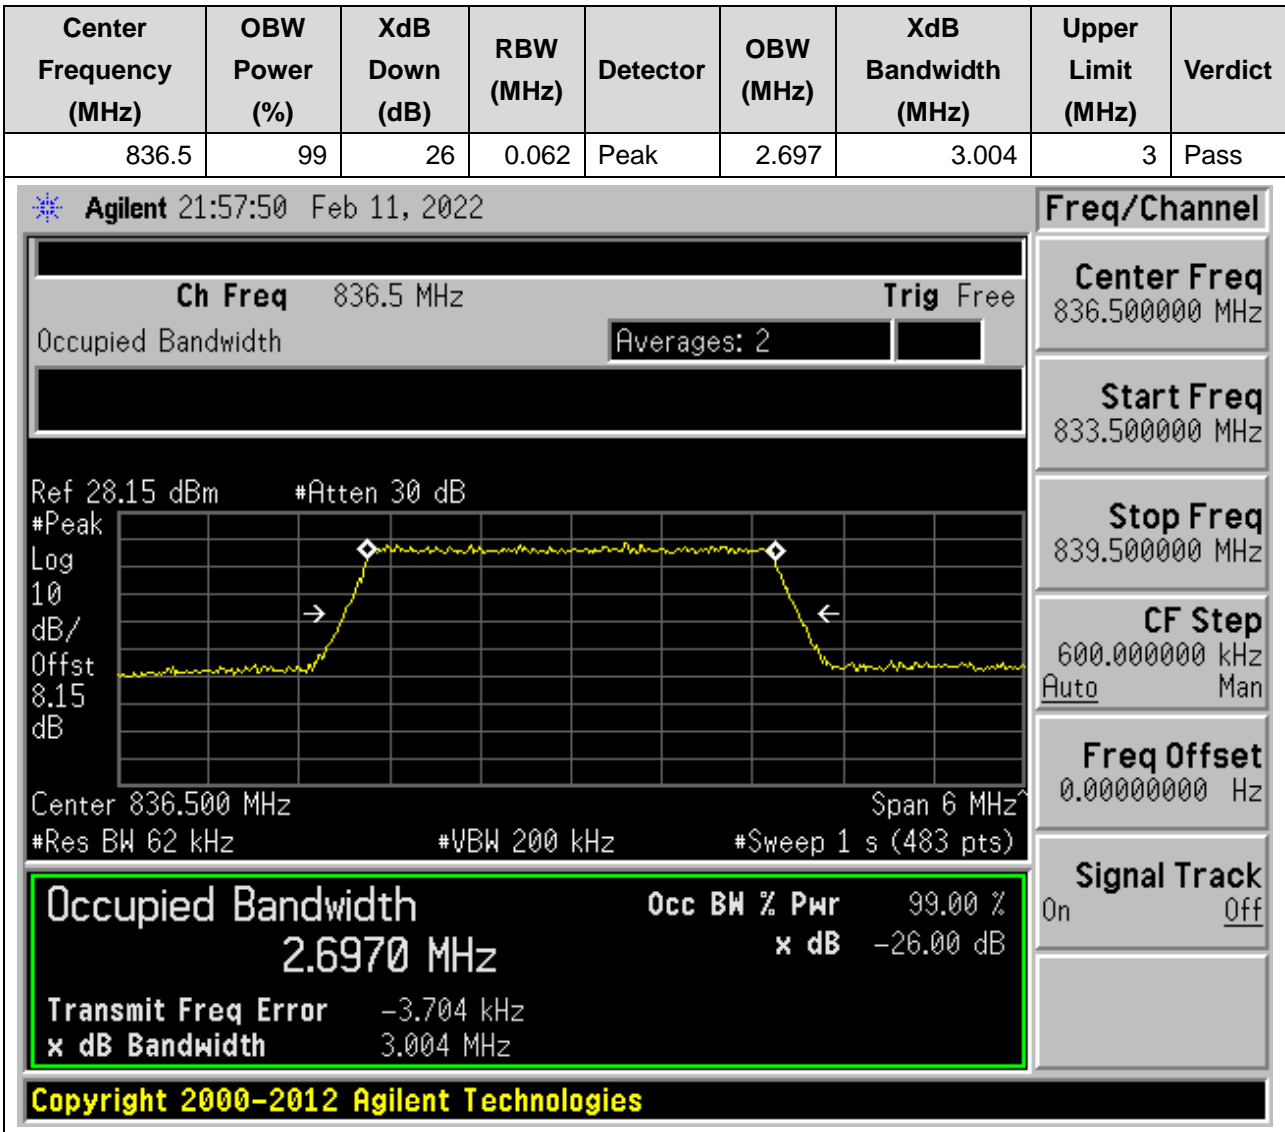 Center Frequency (MHz) OBW Power (%) XdB Down (dB) RBW (MHz) Detector OBW (MHz) XdB Bandwidth (MHz) Upper Limit (MHz) Verdict
836.5 99 26 0.062 Peak 2.697 3.004 3 Pass
Agilent 21:57:50 Feb 11, 2022
Freq/Channel
Ch Freq 836.5 MHz Trig Free
Occupied Bandwidth Averages: 2
Center Freq
836.500000 MHz
Start Freq
833.500000 MHz
Stop Freq
839.500000 MHz
CF Step
600.000000 kHz
Auto Man
Freq Offset
0.00000000 Hz
Signal Track
On Off
Ref 28.15 dBm #Atten 30 dB
#Peak
Log
10
dB/
Offst
8.15
dB
Center 836.500 MHz Span 6 MHz^
#Res BW 62 kHz #VBW 200 kHz #Sweep 1 s (483 pts)
Occupied Bandwidth Occ BW % Pwr 99.00 %
2.6970 MHz x dB -26.00 dB
Transmit Freq Error -3.704 kHz
x dB Bandwidth 3.004 MHz
Copyright 2000-2012 Agilent Technologies